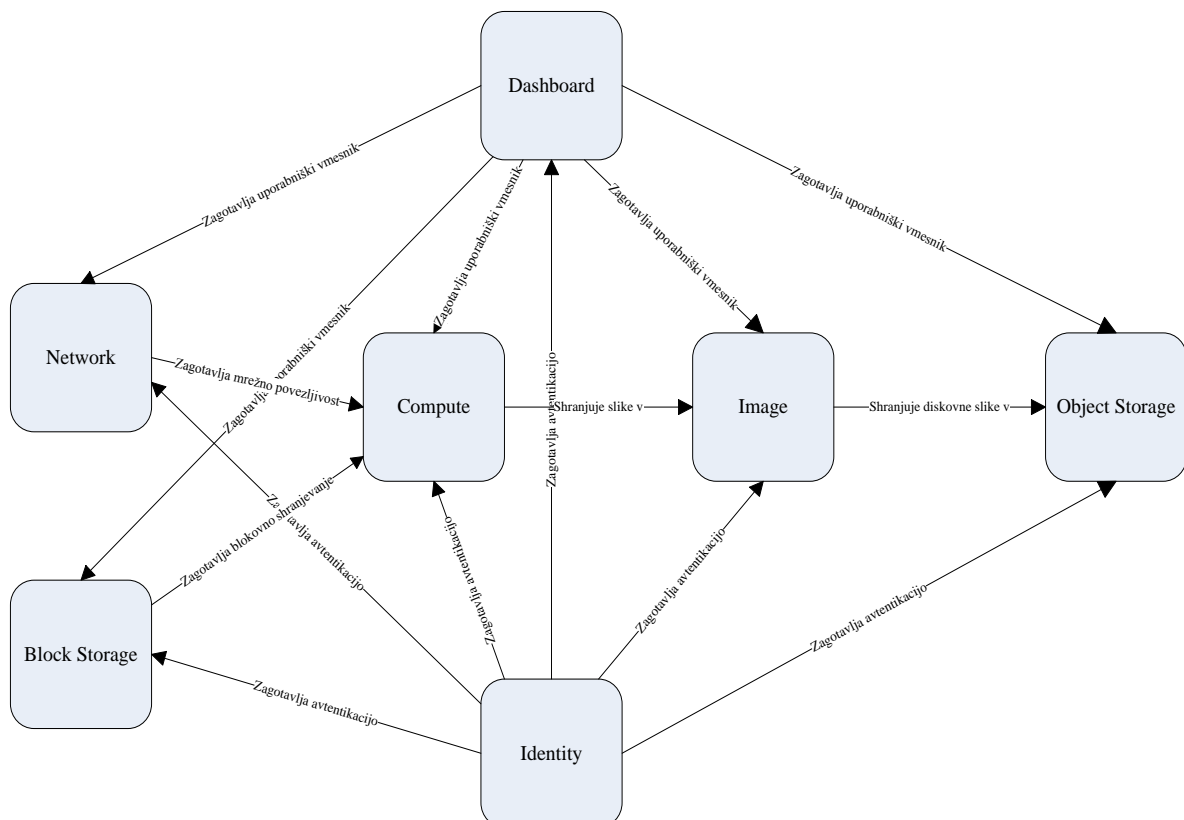 Dashboard
Zagotavlja uporabniški vmesnik
Zagotavlja uporabniški vmesnik
Zagotavlja uporabniški vmesnik
Zagotavlja uporabniški vmesnik
Zagotavlja uporabniški vmesnik
Network
Zagotavlja mrežno povezljivost
Compute
Shranjuje slike v
Image
Shranjuje diskovne slike v
Object Storage
Zagotavlja avtentikacijo
Zagotavlja blokovno shranjevanje
Zagotavlja avtentikacijo
Zagotavlja avtentikacijo
Zagotavlja avtentikacijo
Zagotavlja avtentikacijo
Block Storage
Zagotavlja avtentikacijo
Identity